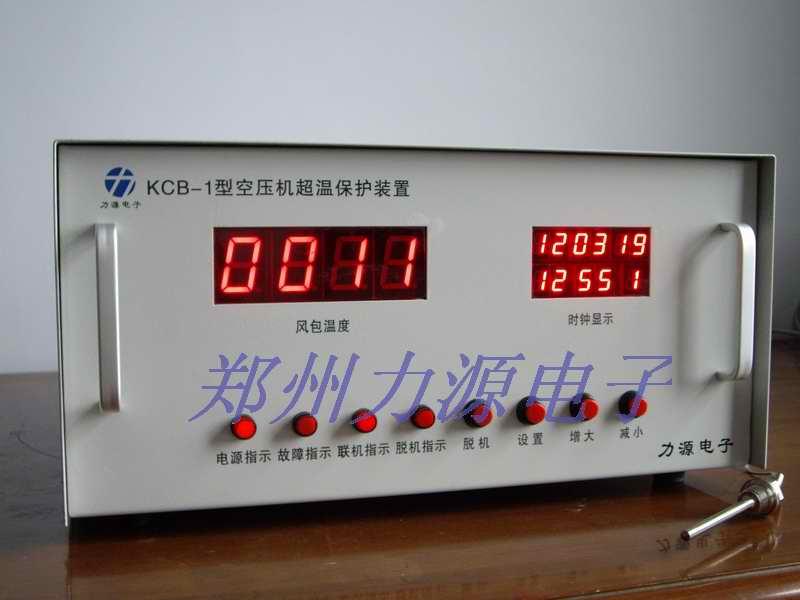 KCB-1型空压机超温保护装置
力源电子
0011
120319
12551
风包温度
时钟显示
郑州力源电子
电源指示 故障指示 联机指示 脱机指示 脱机 设置 增大 减小
力源电子